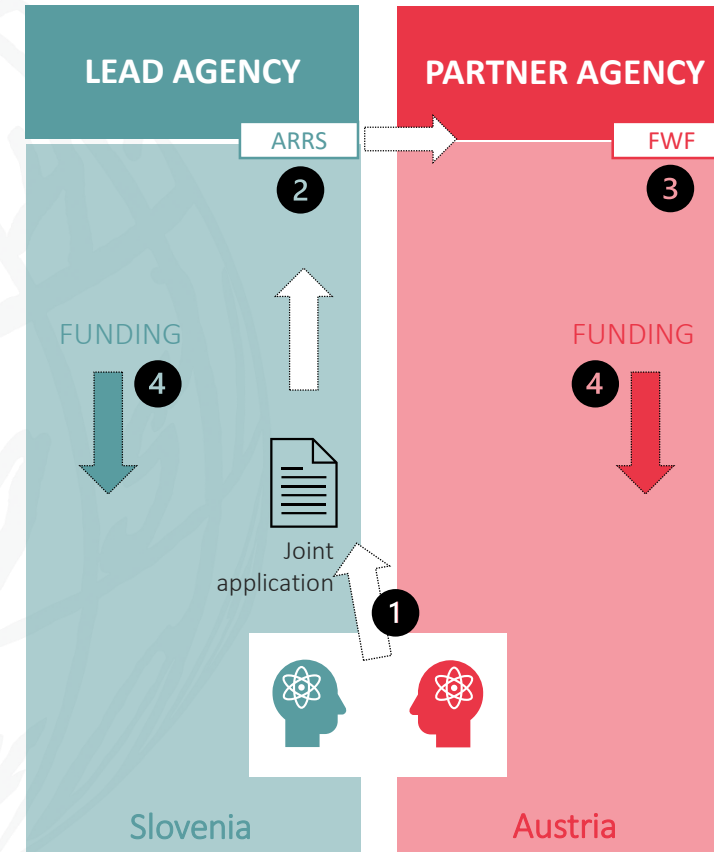 LEAD AGENCY
PARTNER AGENCY
ARRS
FWF
2
3
FUNDING
FUNDING
4
4
Joint
application
1
Slovenia
Austria